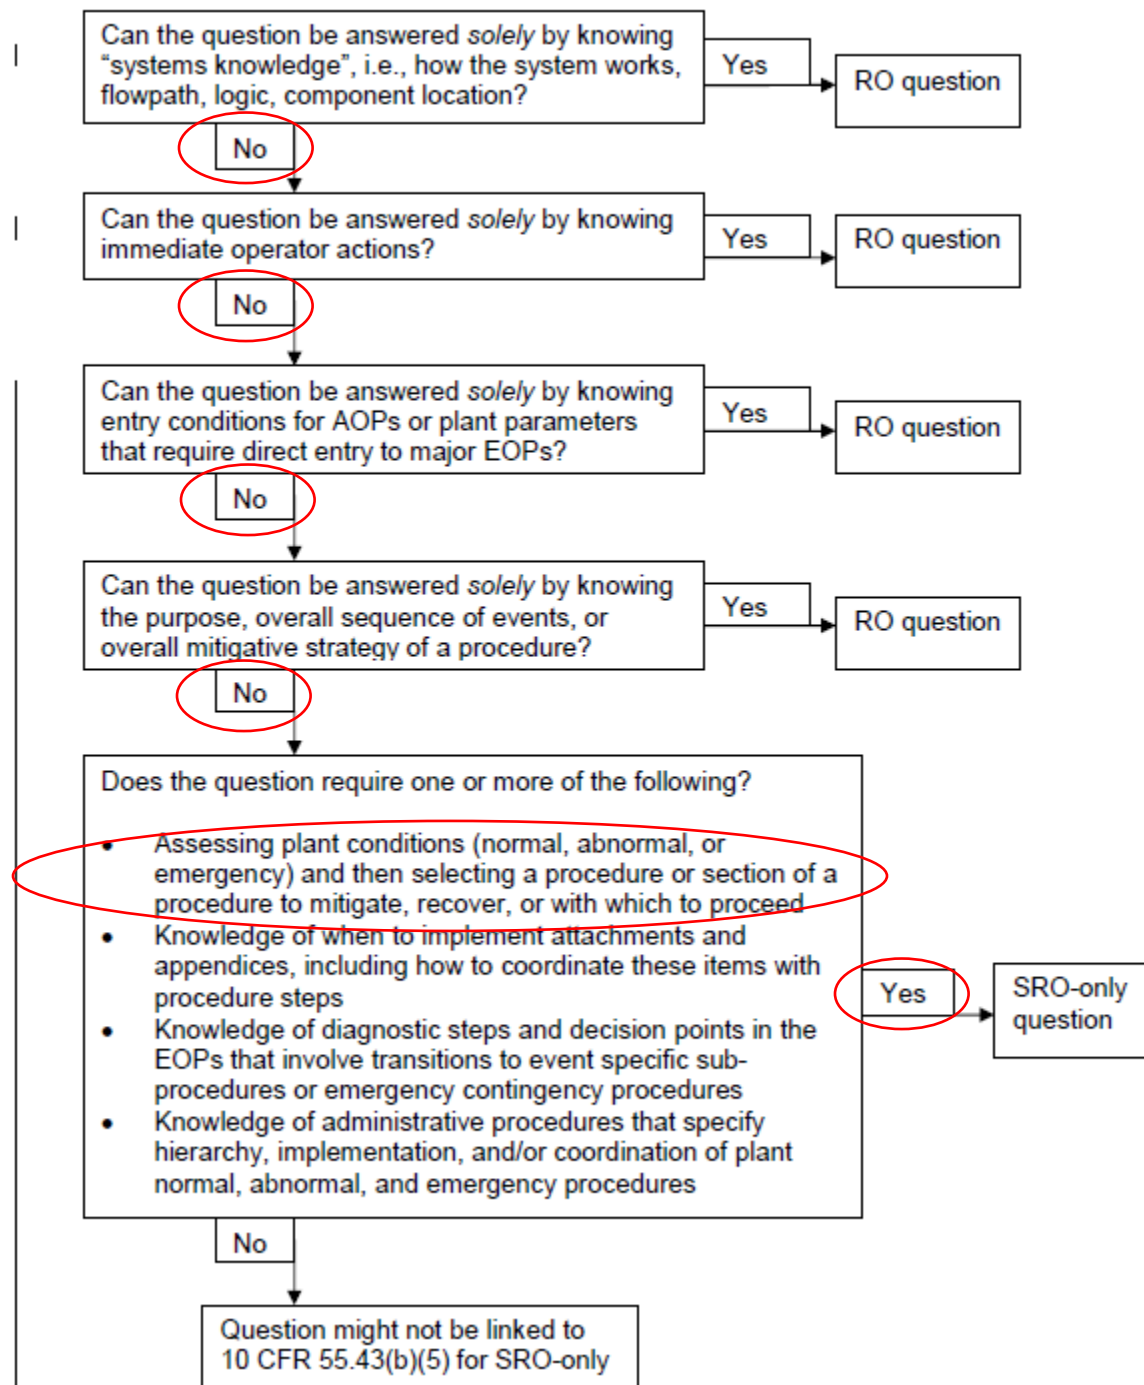 Can the question be answered solely by knowing
“systems knowledge”, i.e., how the system works,
flowpath, logic, component location?
Yes
RO question
No
Can the question be answered solely by knowing
immediate operator actions?
Yes
RO question
No
Can the question be answered solely by knowing
entry conditions for AOPs or plant parameters
that require direct entry to major EOPs?
Yes
RO question
No
Can the question be answered solely by knowing
the purpose, overall sequence of events, or
overall mitigative strategy of a procedure?
Yes
RO question
No
Does the question require one or more of the following?
• Assessing plant conditions (normal, abnormal, or
emergency) and then selecting a procedure or section of a
procedure to mitigate, recover, or with which to proceed
• Knowledge of when to implement attachments and
appendices, including how to coordinate these items with
procedure steps
• Knowledge of diagnostic steps and decision points in the
EOPs that involve transitions to event specific sub-
procedures or emergency contingency procedures
• Knowledge of administrative procedures that specify
hierarchy, implementation, and/or coordination of plant
normal, abnormal, and emergency procedures
Yes
SRO-only
question
No
Question might not be linked to
10 CFR 55.43(b)(5) for SRO-only